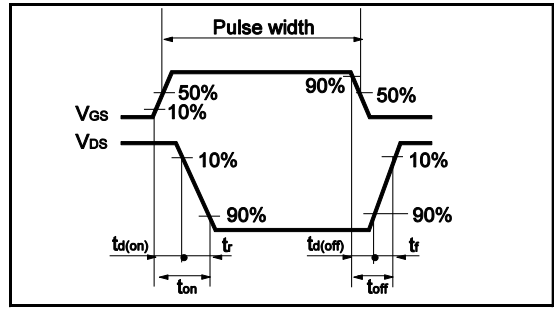 Pulse width
90%
50%
50%
10%
VGS
VDS
10%
10%
90%
90%
td(on)
tr
td(off)
tf
ton
toff